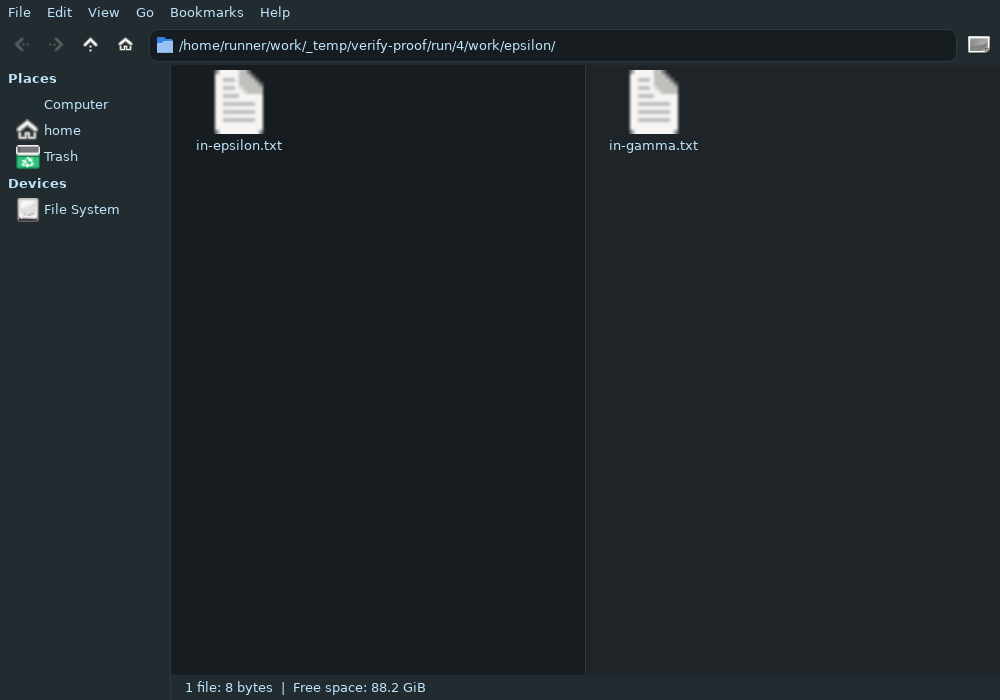 File Edit View Go Bookmarks Help
/home/runner/work/_temp/verify-proof/run/4/work/epsilon/
Places
Computer
home
Trash
Devices
File System
in-epsilon.txt
in-gamma.txt
1 file: 8 bytes | Free space: 88.2 GiB